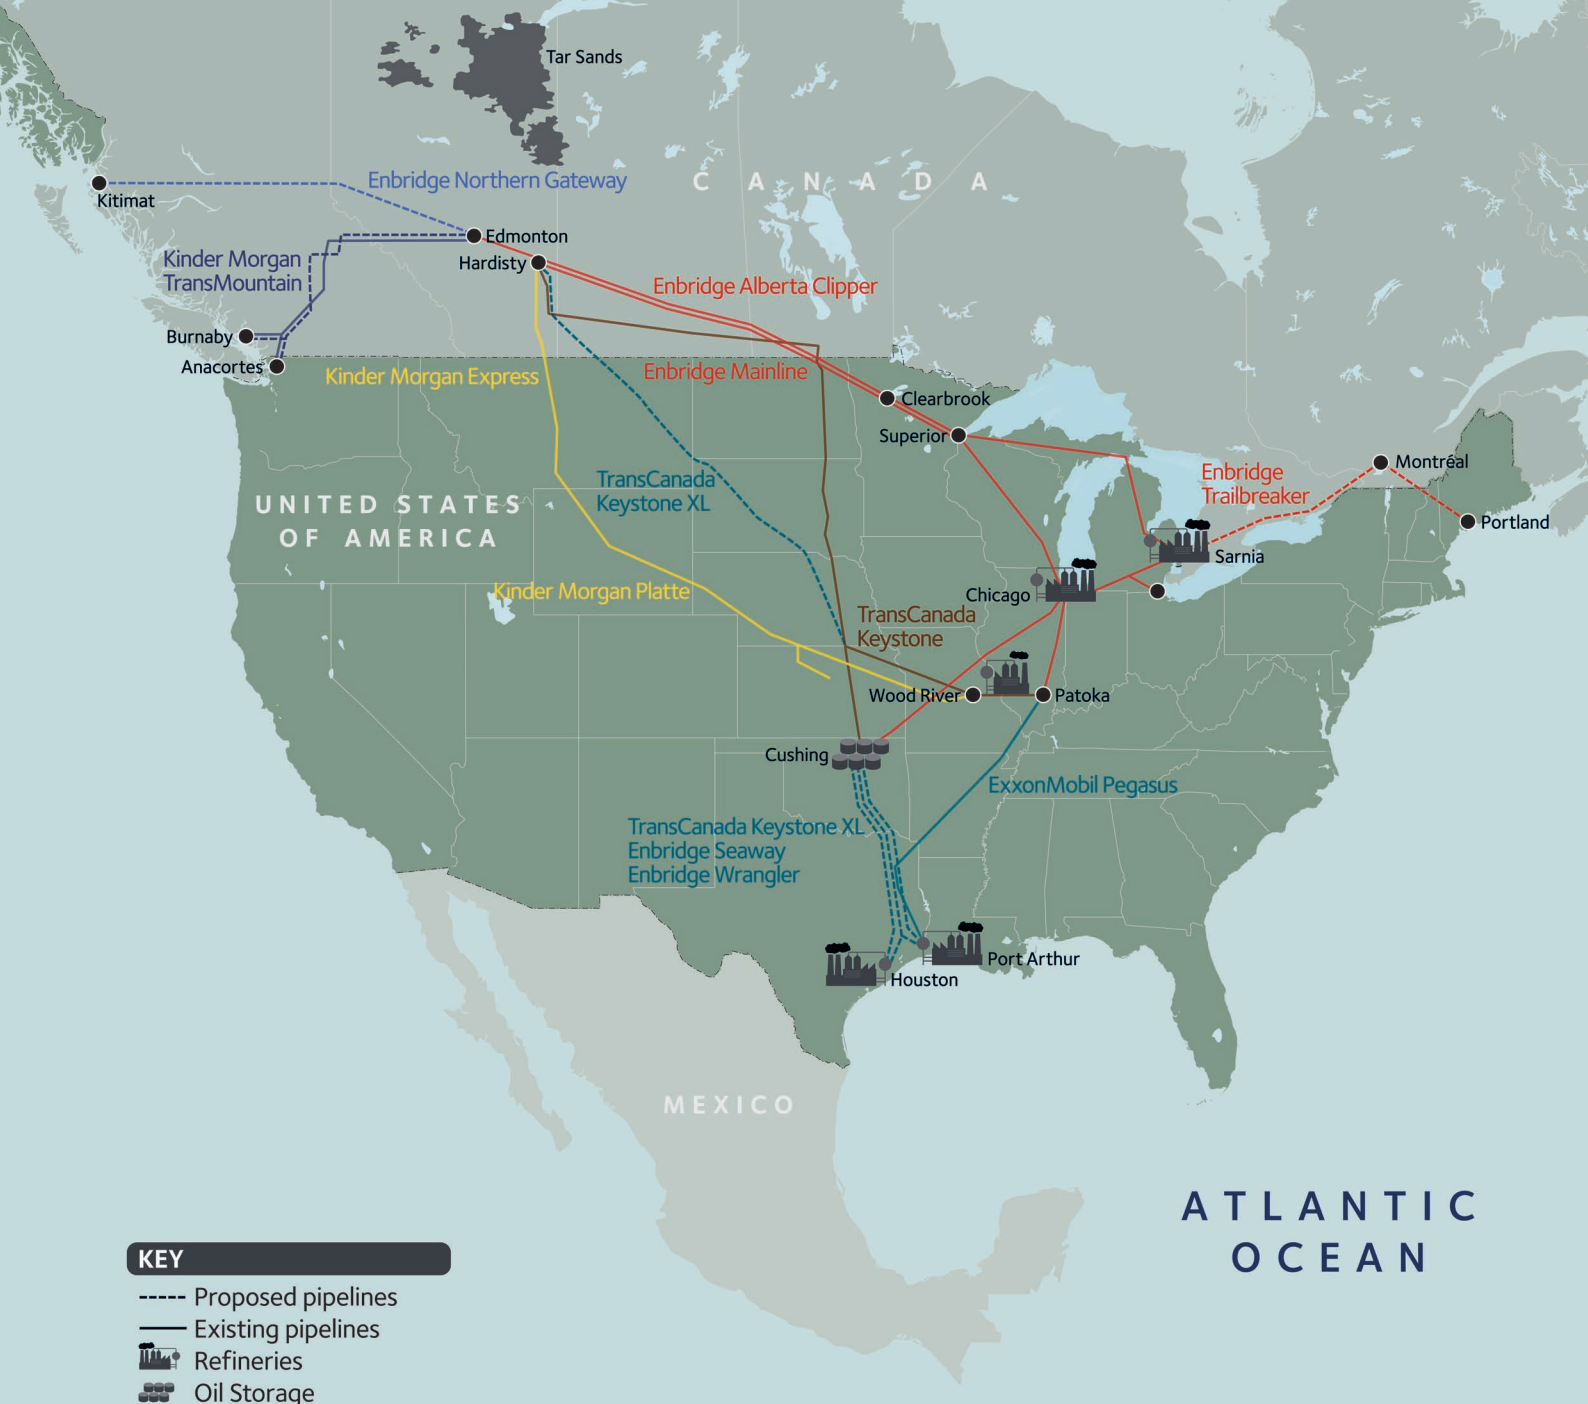 Tar Sands
Enbridge Northern Gateway
CANADA
Kitimat
Edmonton
Hardisty
Kinder Morgan
TransMountain
Enbridge Alberta Clipper
Burnaby
Anacortes
Kinder Morgan Express
Enbridge Mainline
Clearbrook
Superior
Enbridge
Trailbreaker
Montréal
Portland
TransCanada
Keystone XL
UNITED STATES
OF AMERICA
Sarnia
Chicago
Kinder Morgan Platte
TransCanada
Keystone
Wood River
Patoka
Cushing
ExxonMobil Pegasus
TransCanada Keystone XL
Enbridge Seaway
Enbridge Wrangler
Port Arthur
Houston
MEXICO
ATLANTIC
OCEAN
KEY
Proposed pipelines
Existing pipelines
Refineries
Oil Storage